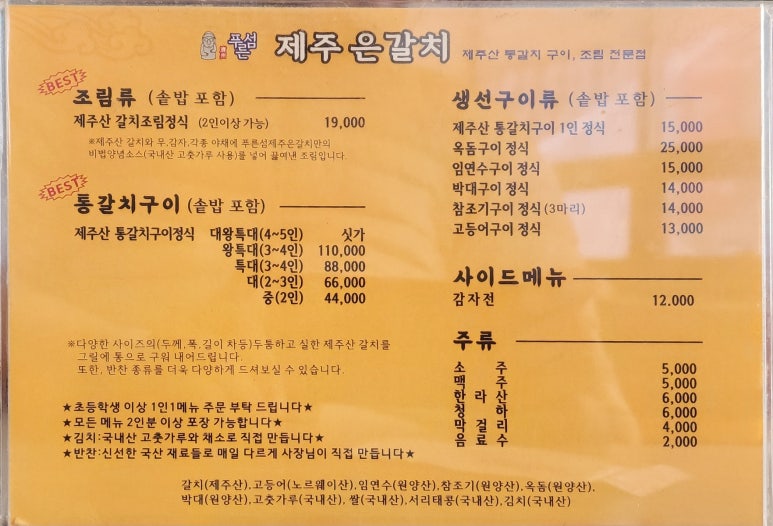 푸른섬 제주 은갈치 제주산 통갈치 구이, 조림 전문점
BEST
조림류 (솥밥 포함)
제주산 갈치조림정식 (2인이상 가능) 19,000
※제주산 갈치와 무,감자,각종 야채에 푸른섬제주은갈치만의
비법양념소스(국내산 고춧가루 사용)를 넣어 끓여낸 조림입니다.
BEST
통갈치구이 (솥밥 포함)
제주산 통갈치구이정식 대왕특대(4~5인) 싯가
왕특대(3~4인) 110,000
특대(3~4인) 88,000
대(2~3인) 66,000
중(2인) 44,000
※다양한 사이즈의(두께,폭,길이 차등)두툼하고 실한 제주산 갈치를
그릴에 통으로 구워 내어드립니다.
또한, 반찬 종류를 더욱 다양하게 드셔보실 수 있습니다.
★초등학생 이상 1인1메뉴 주문 부탁 드립니다★
★모든 메뉴 2인분 이상 포장 가능합니다★
★김치:국내산 고춧가루와 채소로 직접 만듭니다★
★반찬:신선한 국산 재료들로 매일 다르게 사장님이 직접 만듭니다★
생선구이류 (솥밥 포함)
제주산 통갈치구이 1인 정식 15,000
옥돔구이 정식 25,000
임연수구이 정식 15,000
박대구이 정식 14,000
참조기구이 정식 (3마리) 14,000
고등어구이 정식 13,000
사이드메뉴
감자전 12.000
주류
소주 5,000
맥주 5,000
한라산 6,000
청하 6,000
막걸리 4,000
음료수 2,000
갈치(제주산),고등어(노르웨이산),임연수(원양산),참조기(원양산),옥돔(원양산),
박대(원양산),고춧가루(국내산),쌀(국내산),서리태콩(국내산),김치(국내산)